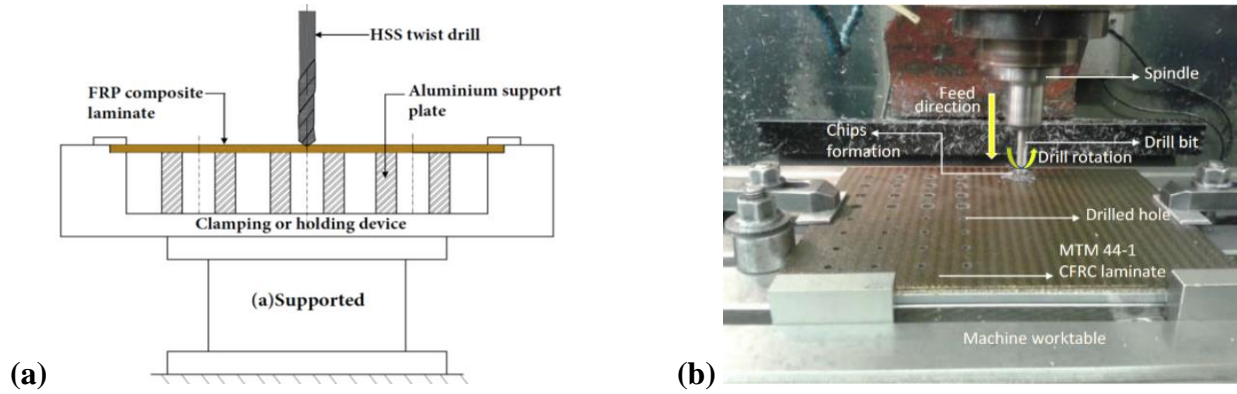 HSS twist drill
FRP composite
laminate
Aluminium support
plate
Clamping or holding device
(a)Supported
(a)
Spindle
Feed
direction
Chips
formation
Drill bit
Drill rotation
Drilled hole
MTM 44-1
CFRC laminate
Machine worktable
(b)